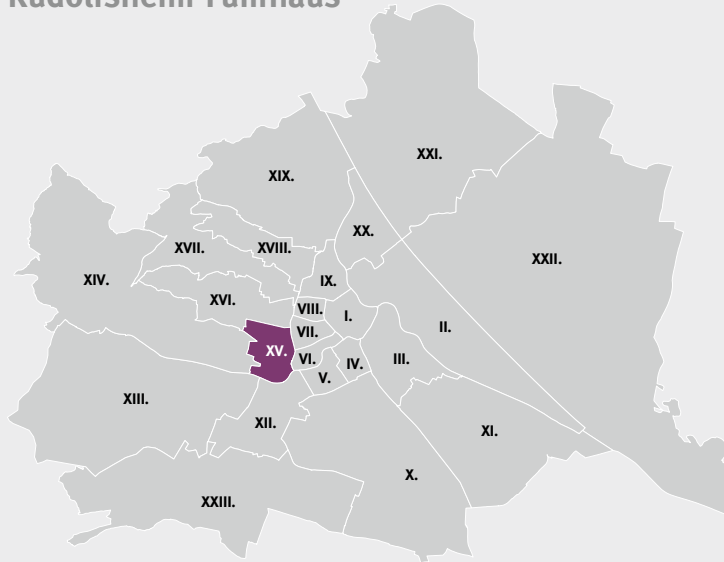 Rudolfsheim-Fünfhaus
XXI.
XIX.
XX.
XVII.
XVIII.
XXII.
XIV.
IX.
XVI.
VIII.
I.
II.
VII.
XV.
VI.
IV.
III.
V.
XIII.
XII.
XI.
X.
XXIII.